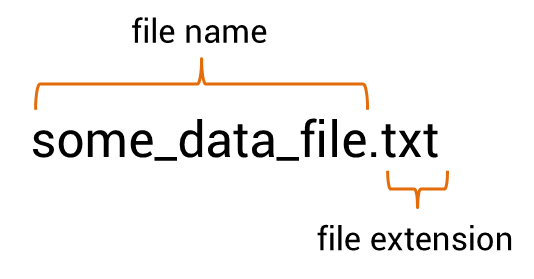 file name
some_data_file.txt
file extension